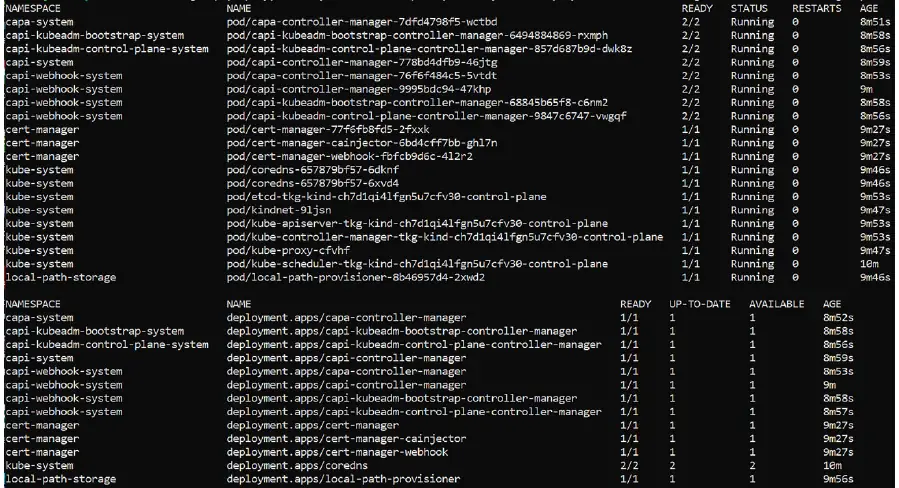 NAMESPACE NAME READY STATUS RESTARTS AGE
capa-system pod/capa-controller-manager-7dfd4798f5-wctbd 2/2 Running 0 8m51s
capi-kubeadm-bootstrap-system pod/capi-kubeadm-bootstrap-controller-manager-6494884869-rxmph 2/2 Running 0 8m58s
capi-kubeadm-control-plane-system pod/capi-kubeadm-control-plane-controller-manager-857d687b9d-dwk8z 2/2 Running 0 8m56s
capi-system pod/capi-controller-manager-778bd4dfb9-46jtg 2/2 Running 0 8m59s
capi-webhook-system pod/capa-controller-manager-76f6f484c5-5vtdt 2/2 Running 0 8m53s
capi-webhook-system pod/capi-controller-manager-9995bdc94-47khp 2/2 Running 0 9m
capi-webhook-system pod/capi-kubeadm-bootstrap-controller-manager-68845b65f8-c6nm2 2/2 Running 0 8m58s
capi-webhook-system pod/capi-kubeadm-control-plane-controller-manager-9847c6747-vwgqf 2/2 Running 0 8m56s
cert-manager pod/cert-manager-77f6fb8fd5-2fxxk 1/1 Running 0 9m27s
cert-manager pod/cert-manager-cainjector-6bd4cff7bb-ghl7n 1/1 Running 0 9m27s
cert-manager pod/cert-manager-webhook-fbfcb9d6c-4l2r2 1/1 Running 0 9m27s
kube-system pod/coredns-657879bf57-6dknf 1/1 Running 0 9m46s
kube-system pod/coredns-657879bf57-6xvd4 1/1 Running 0 9m46s
kube-system pod/etcd-tkg-kind-ch7d1qi4lfgn5u7cfv30-control-plane 1/1 Running 0 9m53s
kube-system pod/kindnet-9ljsn 1/1 Running 0 9m47s
kube-system pod/kube-apiserver-tkg-kind-ch7d1qi4lfgn5u7cfv30-control-plane 1/1 Running 0 9m53s
kube-system pod/kube-controller-manager-tkg-kind-ch7d1qi4lfgn5u7cfv30-control-plane 1/1 Running 0 9m53s
kube-system pod/kube-proxy-cfvhf 1/1 Running 0 9m47s
kube-system pod/kube-scheduler-tkg-kind-ch7d1qi4lfgn5u7cfv30-control-plane 1/1 Running 0 10m
local-path-storage pod/local-path-provisioner-8b46957d4-2xwd2 1/1 Running 0 9m46s
NAMESPACE NAME READY UP-TO-DATE AVAILABLE AGE
capa-system deployment.apps/capa-controller-manager 1/1 1 1 8m52s
capi-kubeadm-bootstrap-system deployment.apps/capi-kubeadm-bootstrap-controller-manager 1/1 1 1 8m58s
capi-kubeadm-control-plane-system deployment.apps/capi-kubeadm-control-plane-controller-manager 1/1 1 1 8m56s
capi-system deployment.apps/capi-controller-manager 1/1 1 1 8m59s
capi-webhook-system deployment.apps/capa-controller-manager 1/1 1 1 8m53s
capi-webhook-system deployment.apps/capi-controller-manager 1/1 1 1 9m
capi-webhook-system deployment.apps/capi-kubeadm-bootstrap-controller-manager 1/1 1 1 8m58s
capi-webhook-system deployment.apps/capi-kubeadm-control-plane-controller-manager 1/1 1 1 8m57s
cert-manager deployment.apps/cert-manager 1/1 1 1 9m27s
cert-manager deployment.apps/cert-manager-cainjector 1/1 1 1 9m27s
cert-manager deployment.apps/cert-manager-webhook 1/1 1 1 9m27s
kube-system deployment.apps/coredns 2/2 2 2 10m
local-path-storage deployment.apps/local-path-provisioner 1/1 1 1 9m56s